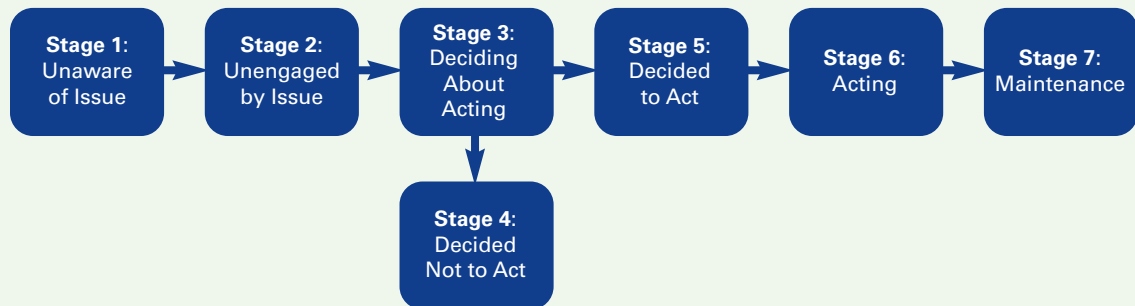 Stage 1:
Unaware
of Issue
Stage 2:
Unengaged
by Issue
Stage 3:
Deciding
About
Acting
Stage 5:
Decided
to Act
Stage 6:
Acting
Stage 7:
Maintenance
Stage 4:
Decided
Not to Act